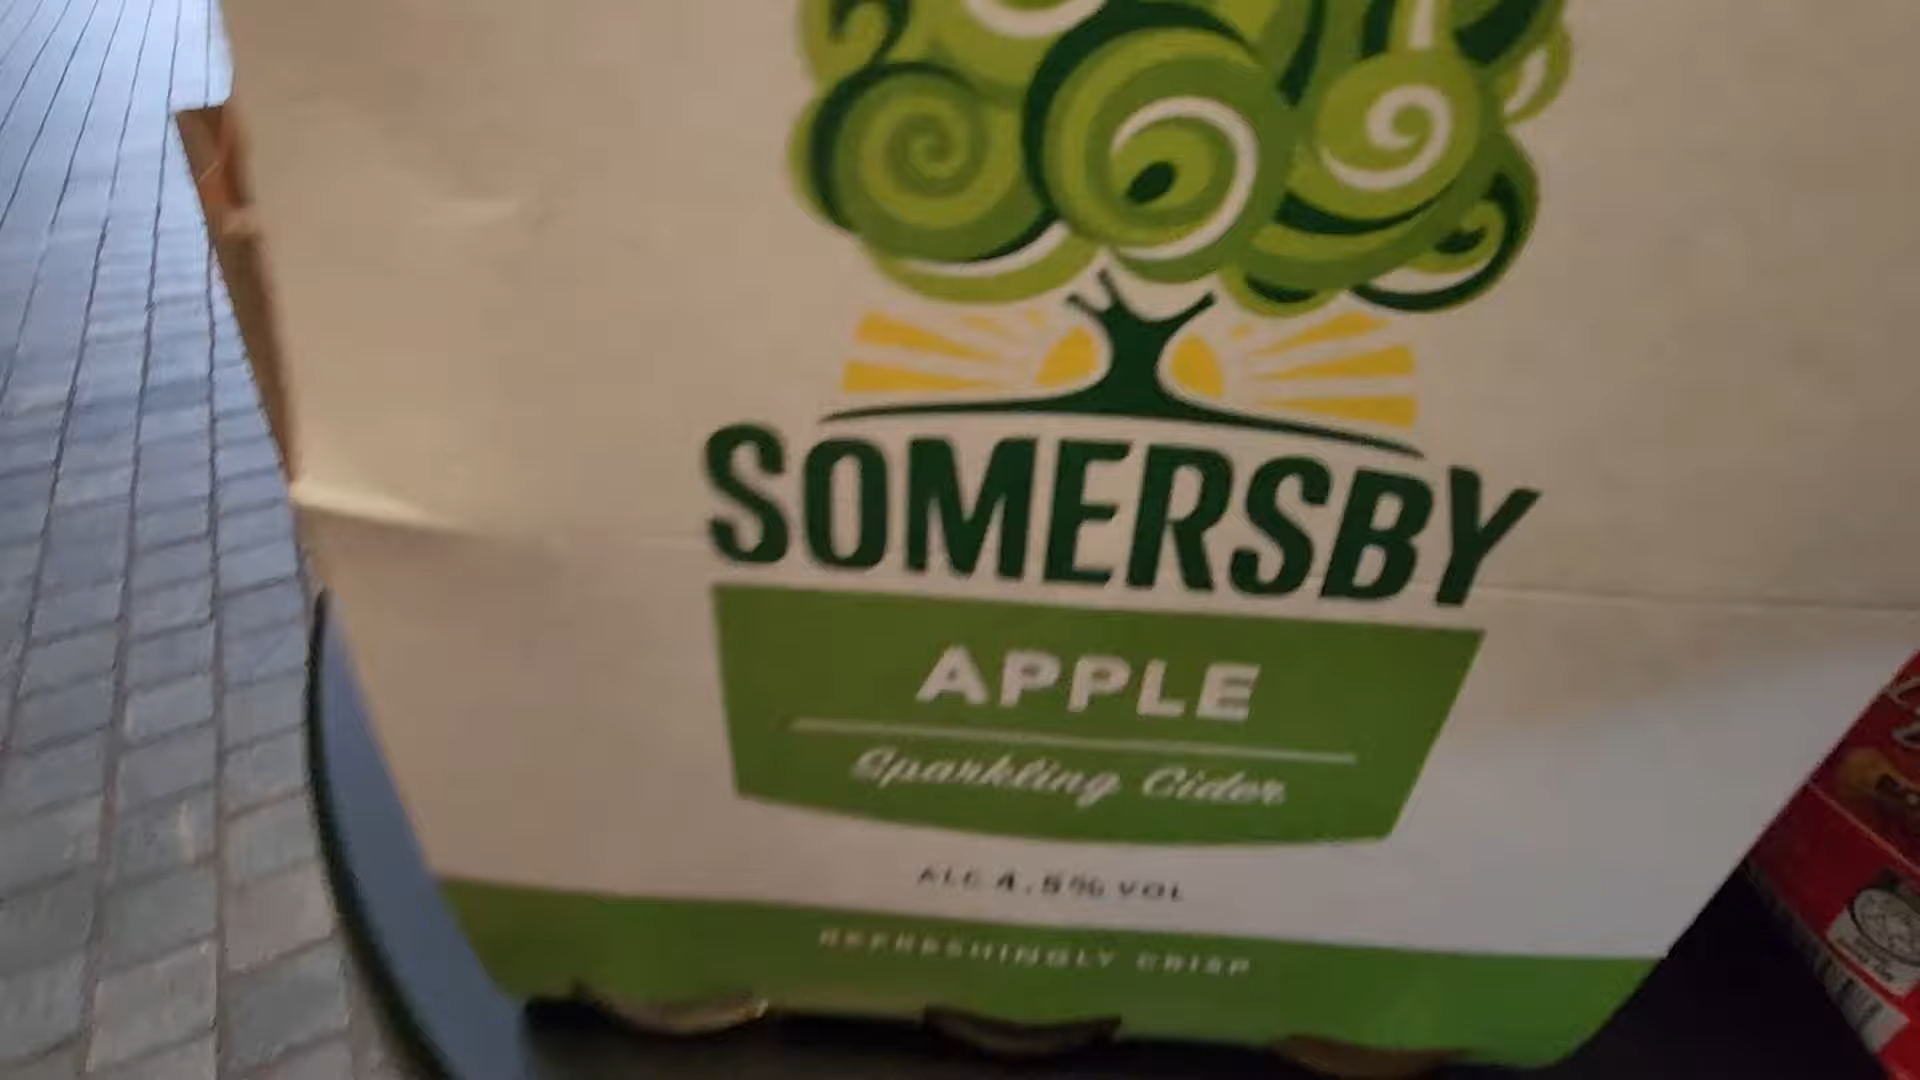 SOMERSBY
APPLE
Sparkling Cider
ALC 4.5% VOL
REFRESHINGLY CRISP